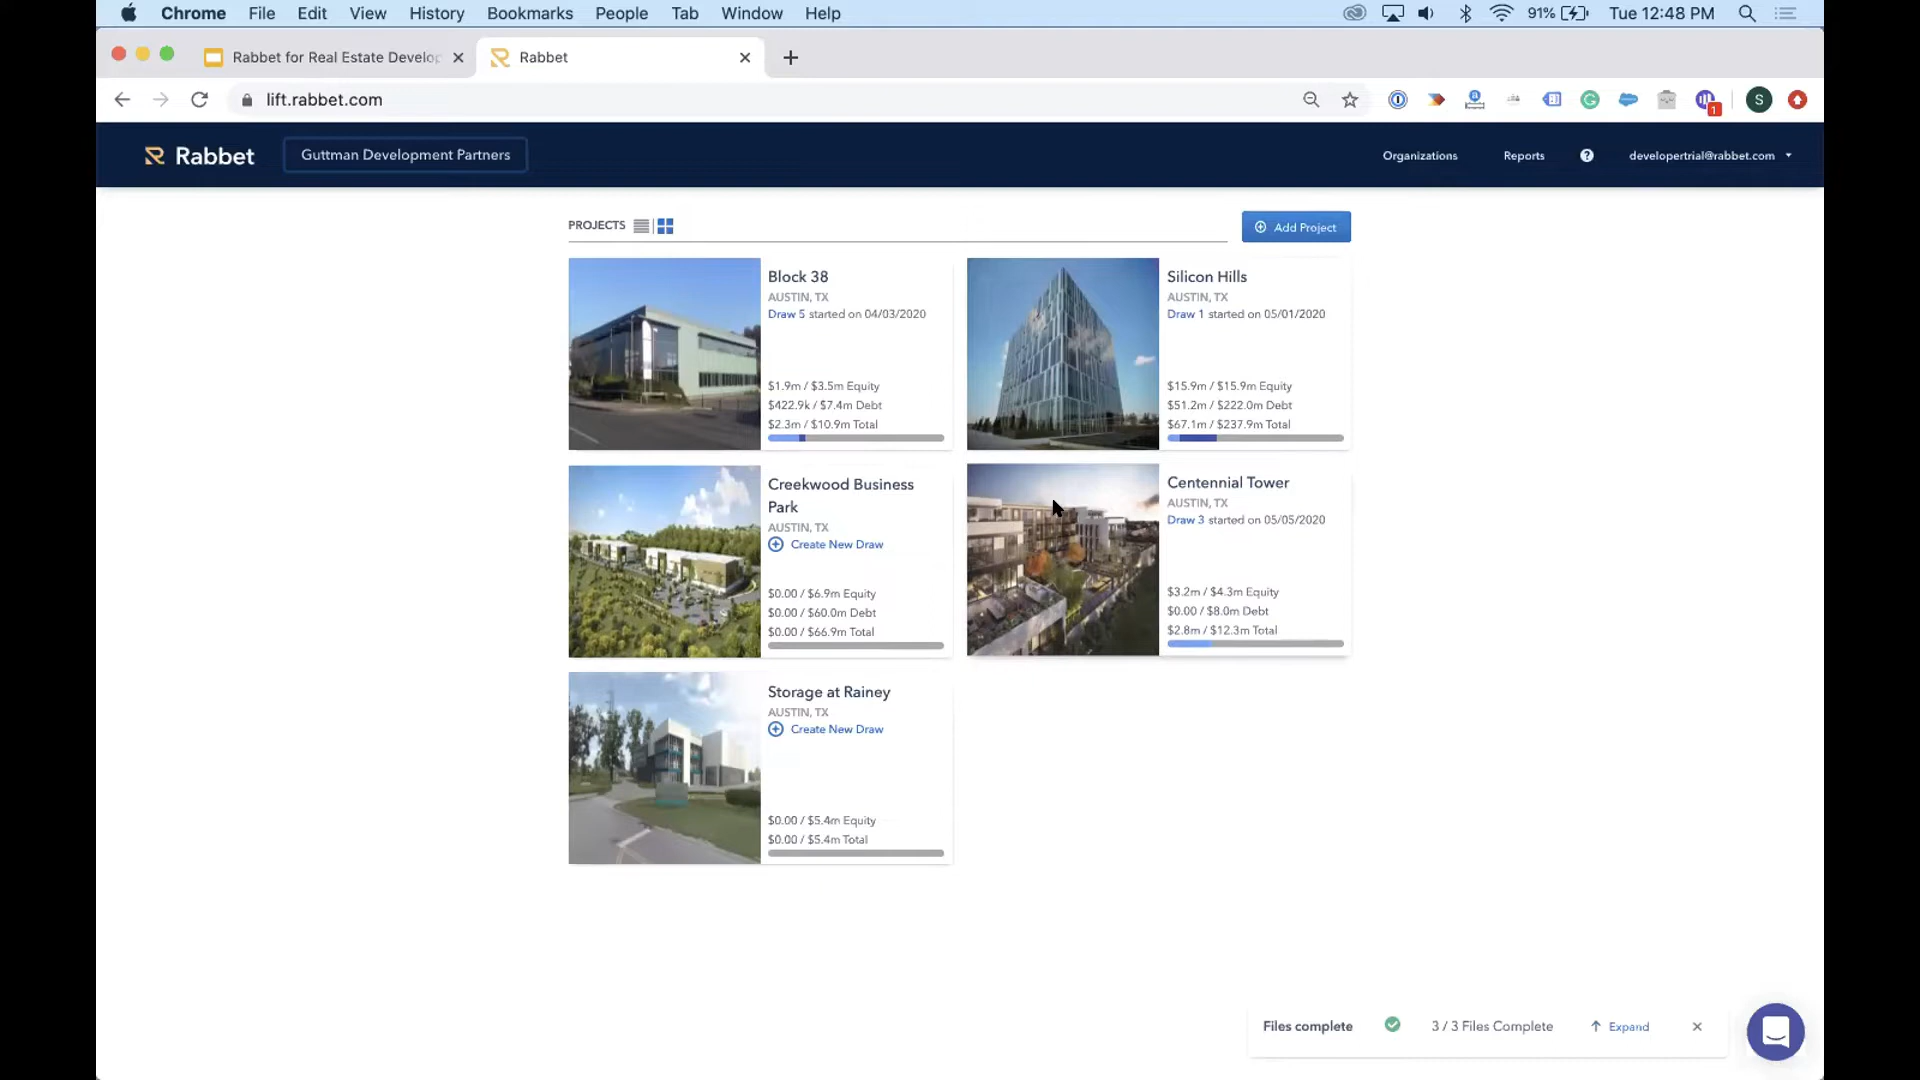 Chrome File Edit View History Bookmarks People Tab Window Help 91% Tue 12:48 PM
Rabbet for Real Estate Develop Rabbet
lift.rabbet.com
S
1
Rabbet Guttman Development Partners Organizations Reports ? developertrial@rabbet.com
PROJECTS Add Project
Block 38
AUSTIN, TX
Draw 5 started on 04/03/2020
$1.9m / $3.5m Equity
$422.9k / $7.4m Debt
$2.3m / $10.9m Total
Silicon Hills
AUSTIN, TX
Draw 1 started on 05/01/2020
$15.9m / $15.9m Equity
$51.2m / $222.0m Debt
$67.1m / $237.9m Total
Creekwood Business
Park
AUSTIN, TX
Create New Draw
$0.00 / $6.9m Equity
$0.00 / $60.0m Debt
$0.00 / $66.9m Total
Centennial Tower
AUSTIN, TX
Draw 3 started on 05/05/2020
$3.2m / $4.3m Equity
$0.00 / $8.0m Debt
$2.8m / $12.3m Total
Storage at Rainey
AUSTIN, TX
Create New Draw
$0.00 / $5.4m Equity
$0.00 / $5.4m Total
Files complete 3 / 3 Files Complete Expand